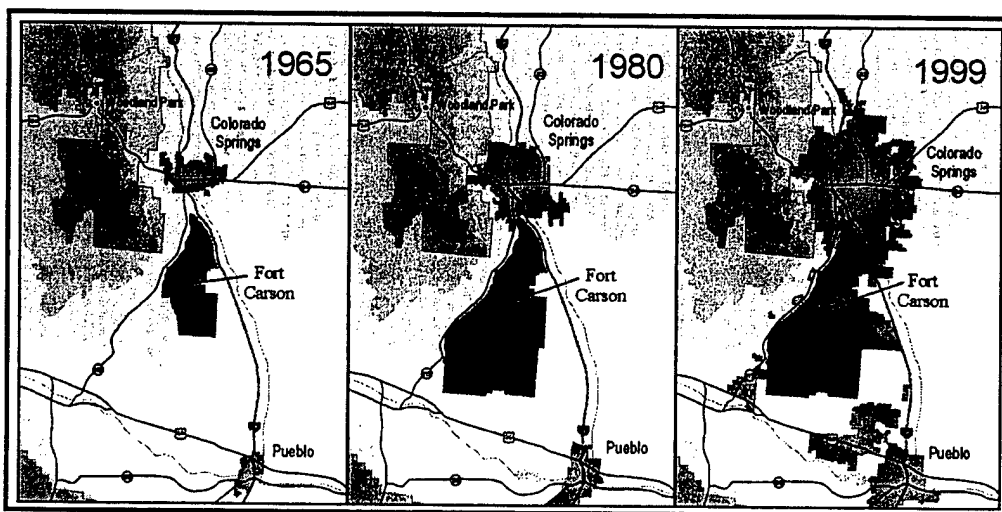 1965
Woodland Park
Colorado
Springs
Fort
Carson
Pueblo
1980
Woodland Park
Colorado
Springs
Fort
Carson
Pueblo
1999
Woodland Park
Colorado
Springs
Fort
Carson
Pueblo